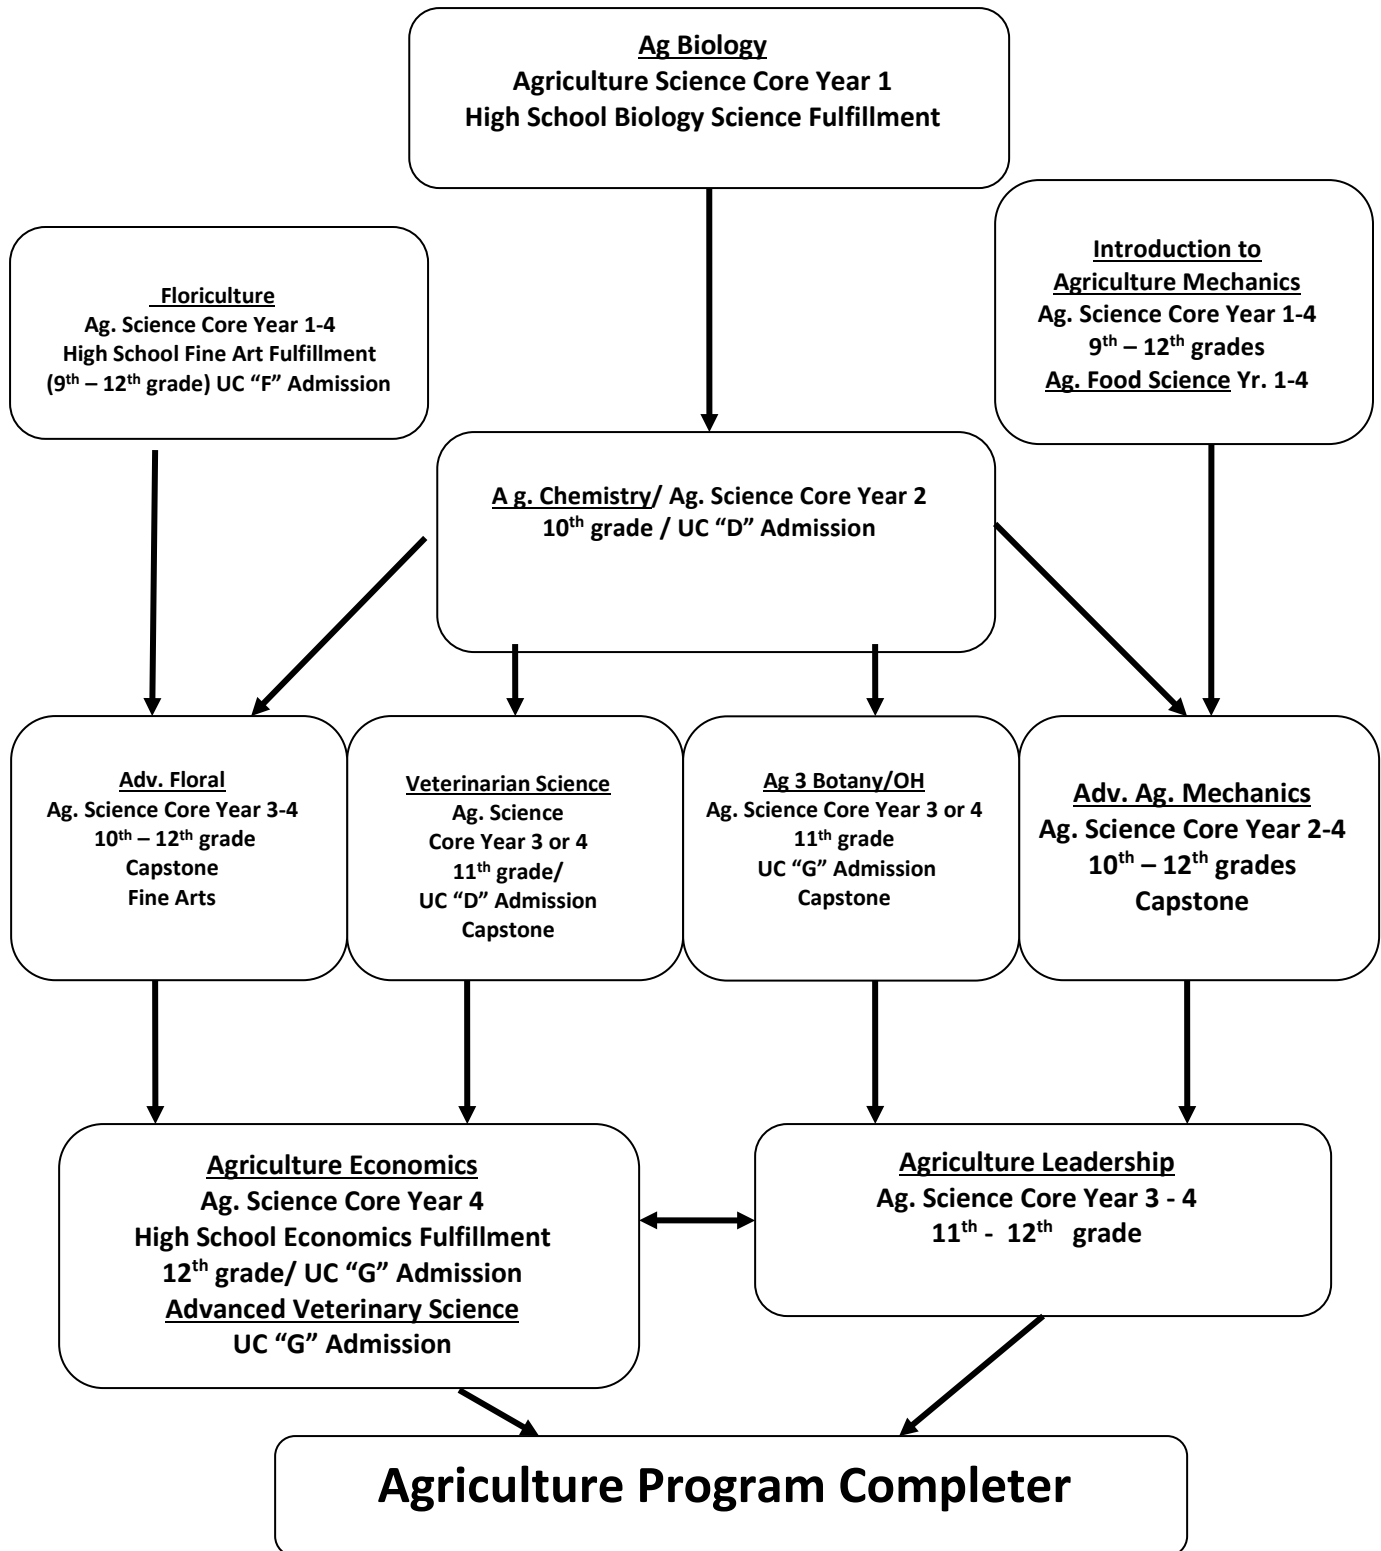 Ag Biology
Agriculture Science Core Year 1
High School Biology Science Fulfillment
Floriculture
Ag. Science Core Year 1-4
High School Fine Art Fulfillment
(9th – 12th grade) UC “F” Admission
Introduction to
Agriculture Mechanics
Ag. Science Core Year 1-4
9th – 12th grades
Ag. Food Science Yr. 1-4
A g. Chemistry/ Ag. Science Core Year 2
10th grade / UC “D” Admission
Adv. Floral
Ag. Science Core Year 3-4
10th – 12th grade
Capstone
Fine Arts
Veterinarian Science
Ag. Science
Core Year 3 or 4
11th grade/
UC “D” Admission
Capstone
Ag 3 Botany/OH
Ag. Science Core Year 3 or 4
11th grade
UC “G” Admission
Capstone
Adv. Ag. Mechanics
Ag. Science Core Year 2-4
10th – 12th grades
Capstone
Agriculture Economics
Ag. Science Core Year 4
High School Economics Fulfillment
12th grade/ UC “G” Admission
Advanced Veterinary Science
UC “G” Admission
Agriculture Leadership
Ag. Science Core Year 3 - 4
11th - 12th grade
Agriculture Program Completer